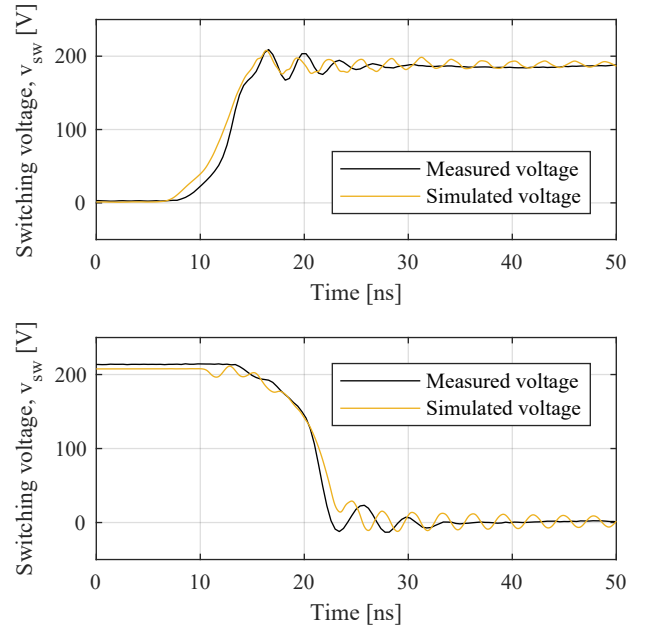 Switching voltage, v_sw [V]
200
100
0
Measured voltage
Simulated voltage
0 10 20 30 40 50
Time [ns]
Switching voltage, v_sw [V]
200
100
0
Measured voltage
Simulated voltage
0 10 20 30 40 50
Time [ns]